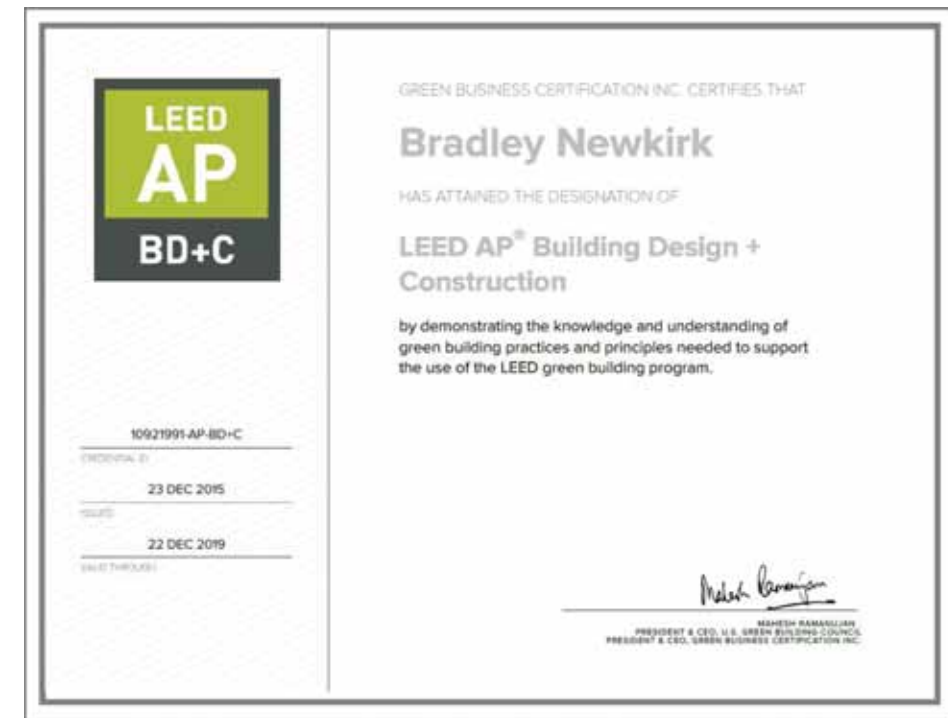 LEED
AP
BD+C
10921991-AP-BD+C
CREDENTIAL ID
23 DEC 2015
ISSUED
22 DEC 2019
VALID THROUGH
GREEN BUSINESS CERTIFICATION INC. CERTIFIES THAT
Bradley Newkirk
HAS ATTAINED THE DESIGNATION OF
LEED AP® Building Design +
Construction
by demonstrating the knowledge and understanding of
green building practices and principles needed to support
the use of the LEED green building program.
Mahesh Ramanujam
MAHESH RAMANUJAN
PRESIDENT & CEO, U.S. GREEN BUILDING COUNCIL
PRESIDENT & CEO, GREEN BUSINESS CERTIFICATION INC.